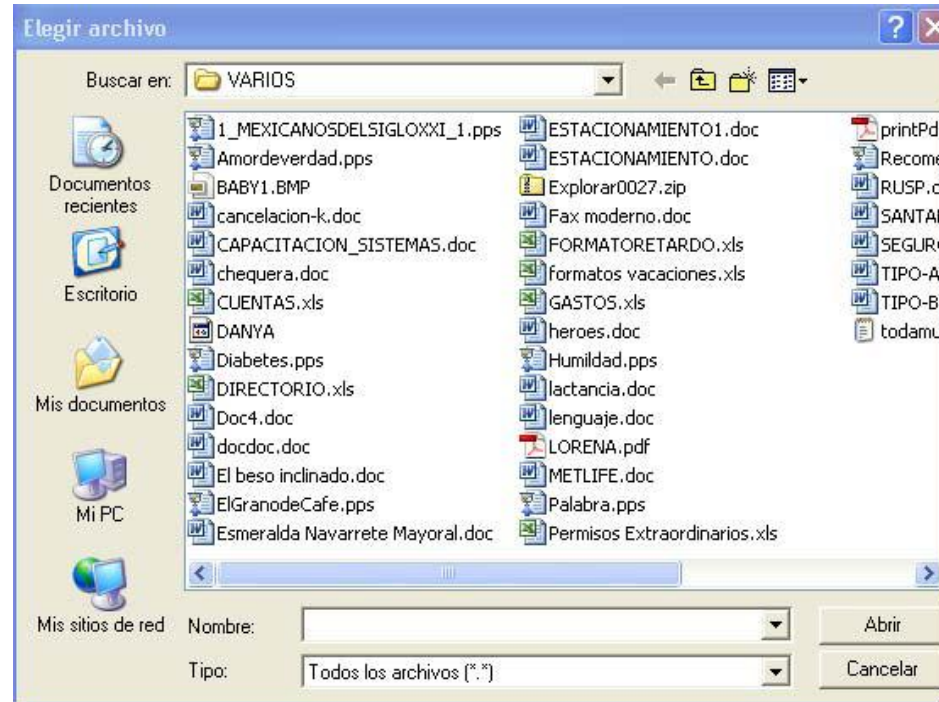 Elegir archivo
Buscar en: VARIOS
Documentos recientes
Escritorio
Mis documentos
Mi PC
Mis sitios de red
1_MEXICANOSDELSIGLOXXI_1.pps
Amordeverdad.pps
BABY1.BMP
cancelacion-k.doc
CAPACITACION_SISTEMAS.doc
chequera.doc
CUENTAS.xls
DANYA
Diabetes.pps
DIRECTORIO.xls
Doc4.doc
docdoc.doc
El beso inclinado.doc
ElGranodeCafe.pps
Esmeralda Navarrete Mayoral.doc
ESTACIONAMIENTO1.doc
ESTACIONAMIENTO.doc
Explorar0027.zip
Fax moderno.doc
FORMATORETARDO.xls
formatos vacaciones.xls
GASTOS.xls
heroes.doc
Humildad.pps
lactancia.doc
lenguaje.doc
LORENA.pdf
METLIFE.doc
Palabra.pps
Permisos Extraordinarios.xls
printPd
Recome
RUSP.c
SANTA
SEGUR
TIPO-A
TIPO-B
todamu
Nombre:
Abrir
Tipo: Todos los archivos (*.*)
Cancelar